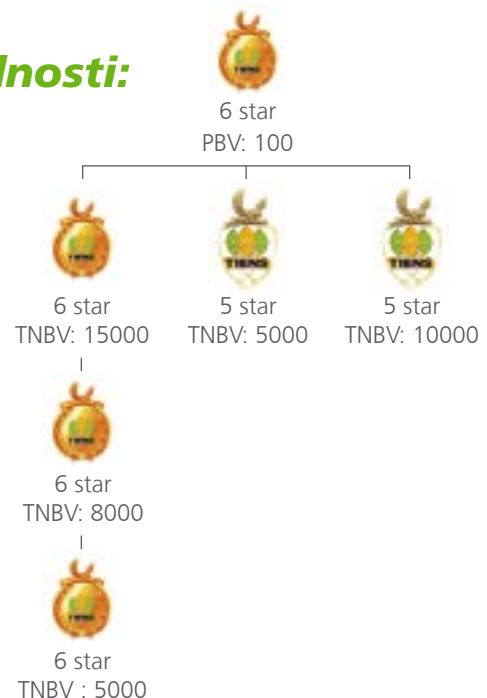 lnosti:
6 star
PBV: 100
6 star
TNBV: 15000
5 star
TNBV: 5000
5 star
TNBV: 10000
6 star
TNBV: 8000
6 star
TNBV : 5000